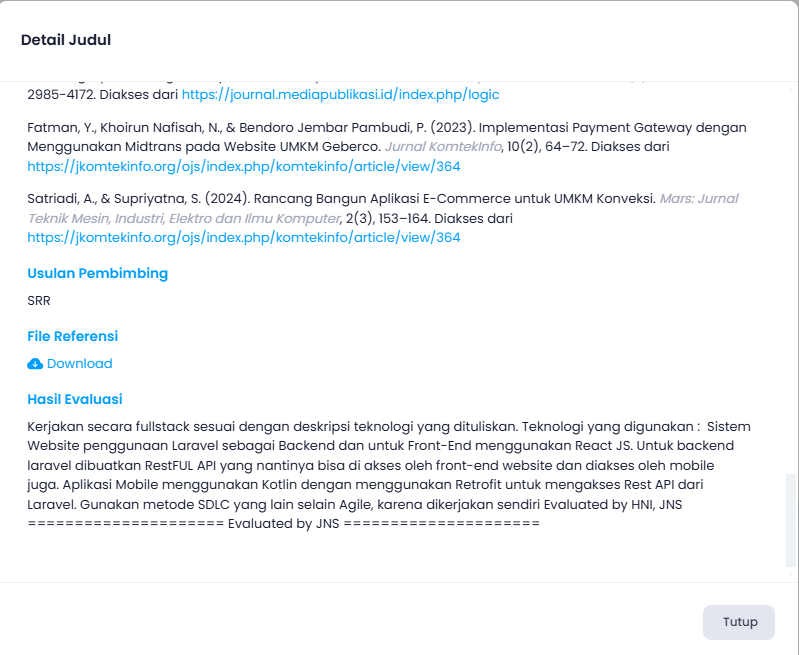 Detail Judul
2985-4172. Diakses dari https://journal.mediapublikasi.id/index.php/logic
Fatman, Y., Khoirun Nafisah, N., & Bendoro Jembar Pambudi, P. (2023). Implementasi Payment Gateway dengan
Menggunakan Midtrans pada Website UMKM Geberco. Jurnal KomtekInfo, 10(2), 64–72. Diakses dari
https://jkomtekinfo.org/ojs/index.php/komtekinfo/article/view/364
Satriadi, A., & Supriyatna, S. (2024). Rancang Bangun Aplikasi E-Commerce untuk UMKM Konveksi. Mars: Jurnal
Teknik Mesin, Industri, Elektro dan Ilmu Komputer, 2(3), 153–164. Diakses dari
https://jkomtekinfo.org/ojs/index.php/komtekinfo/article/view/364
Usulan Pembimbing
SRR
File Referensi
Download
Hasil Evaluasi
Kerjakan secara fullstack sesuai dengan deskripsi teknologi yang dituliskan. Teknologi yang digunakan : Sistem
Website penggunaan Laravel sebagai Backend dan untuk Front-End menggunakan React JS. Untuk backend
laravel dibuatkan RestFUL API yang nantinya bisa di akses oleh front-end website dan diakses oleh mobile
juga. Aplikasi Mobile menggunakan Kotlin dengan menggunakan Retrofit untuk mengakses Rest API dari
Laravel. Gunakan metode SDLC yang lain selain Agile, karena dikerjakan sendiri Evaluated by HNI, JNS
===================== Evaluated by JNS =====================
Tutup